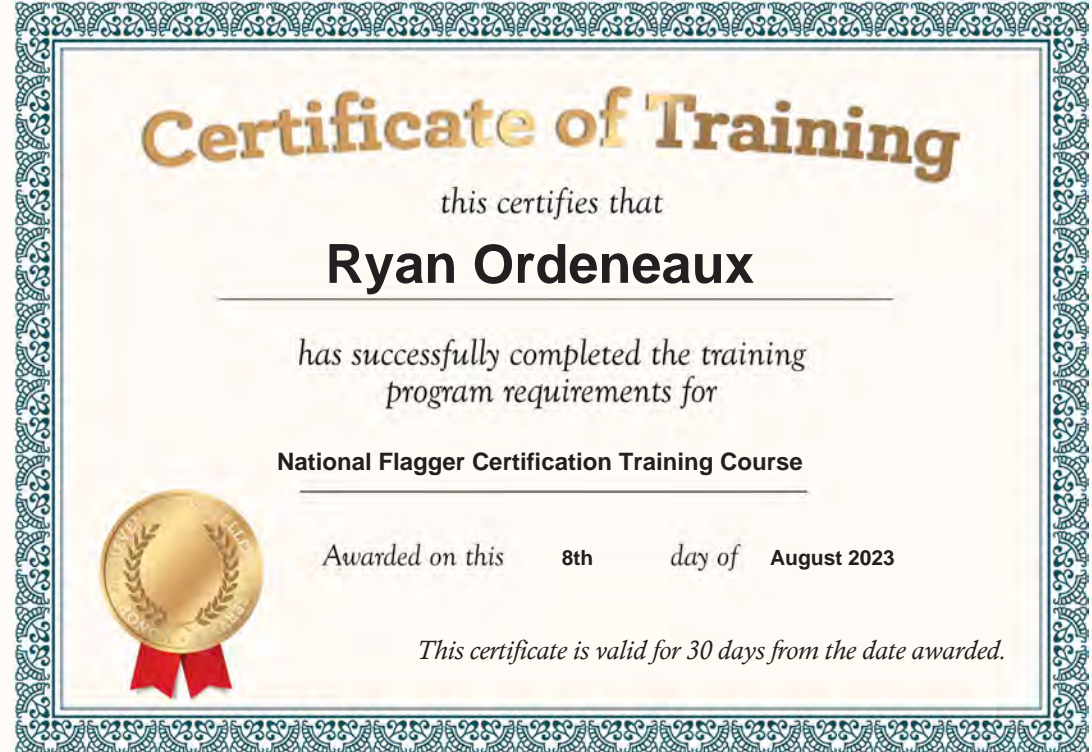 Certificate of Training
this certifies that
Ryan Ordeneaux
has successfully completed the training
program requirements for
National Flagger Certification Training Course
Awarded on this 8th day of August 2023
This certificate is valid for 30 days from the date awarded.